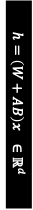 h = (W + AB)x ∈ ℝ^d